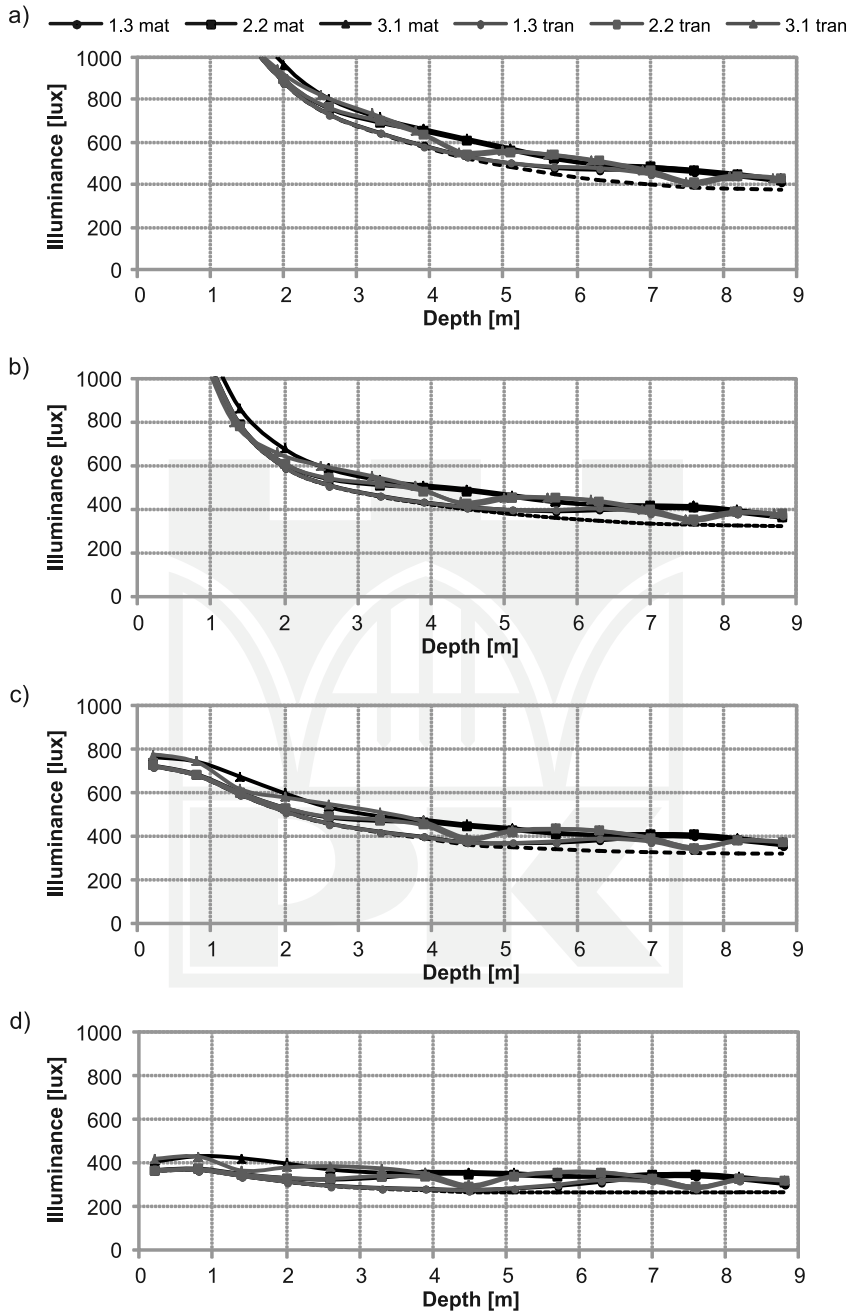 a)
1.3 mat 2.2 mat 3.1 mat 1.3 tran 2.2 tran 3.1 tran
1000
800
600
400
200
0
Illuminance [lux]
0 1 2 3 4 5 6 7 8 9
Depth [m]
b)
1000
800
600
400
200
0
Illuminance [lux]
0 1 2 3 4 5 6 7 8 9
Depth [m]
c)
1000
800
600
400
200
0
Illuminance [lux]
0 1 2 3 4 5 6 7 8 9
Depth [m]
d)
1000
800
600
400
200
0
Illuminance [lux]
0 1 2 3 4 5 6 7 8 9
Depth [m]